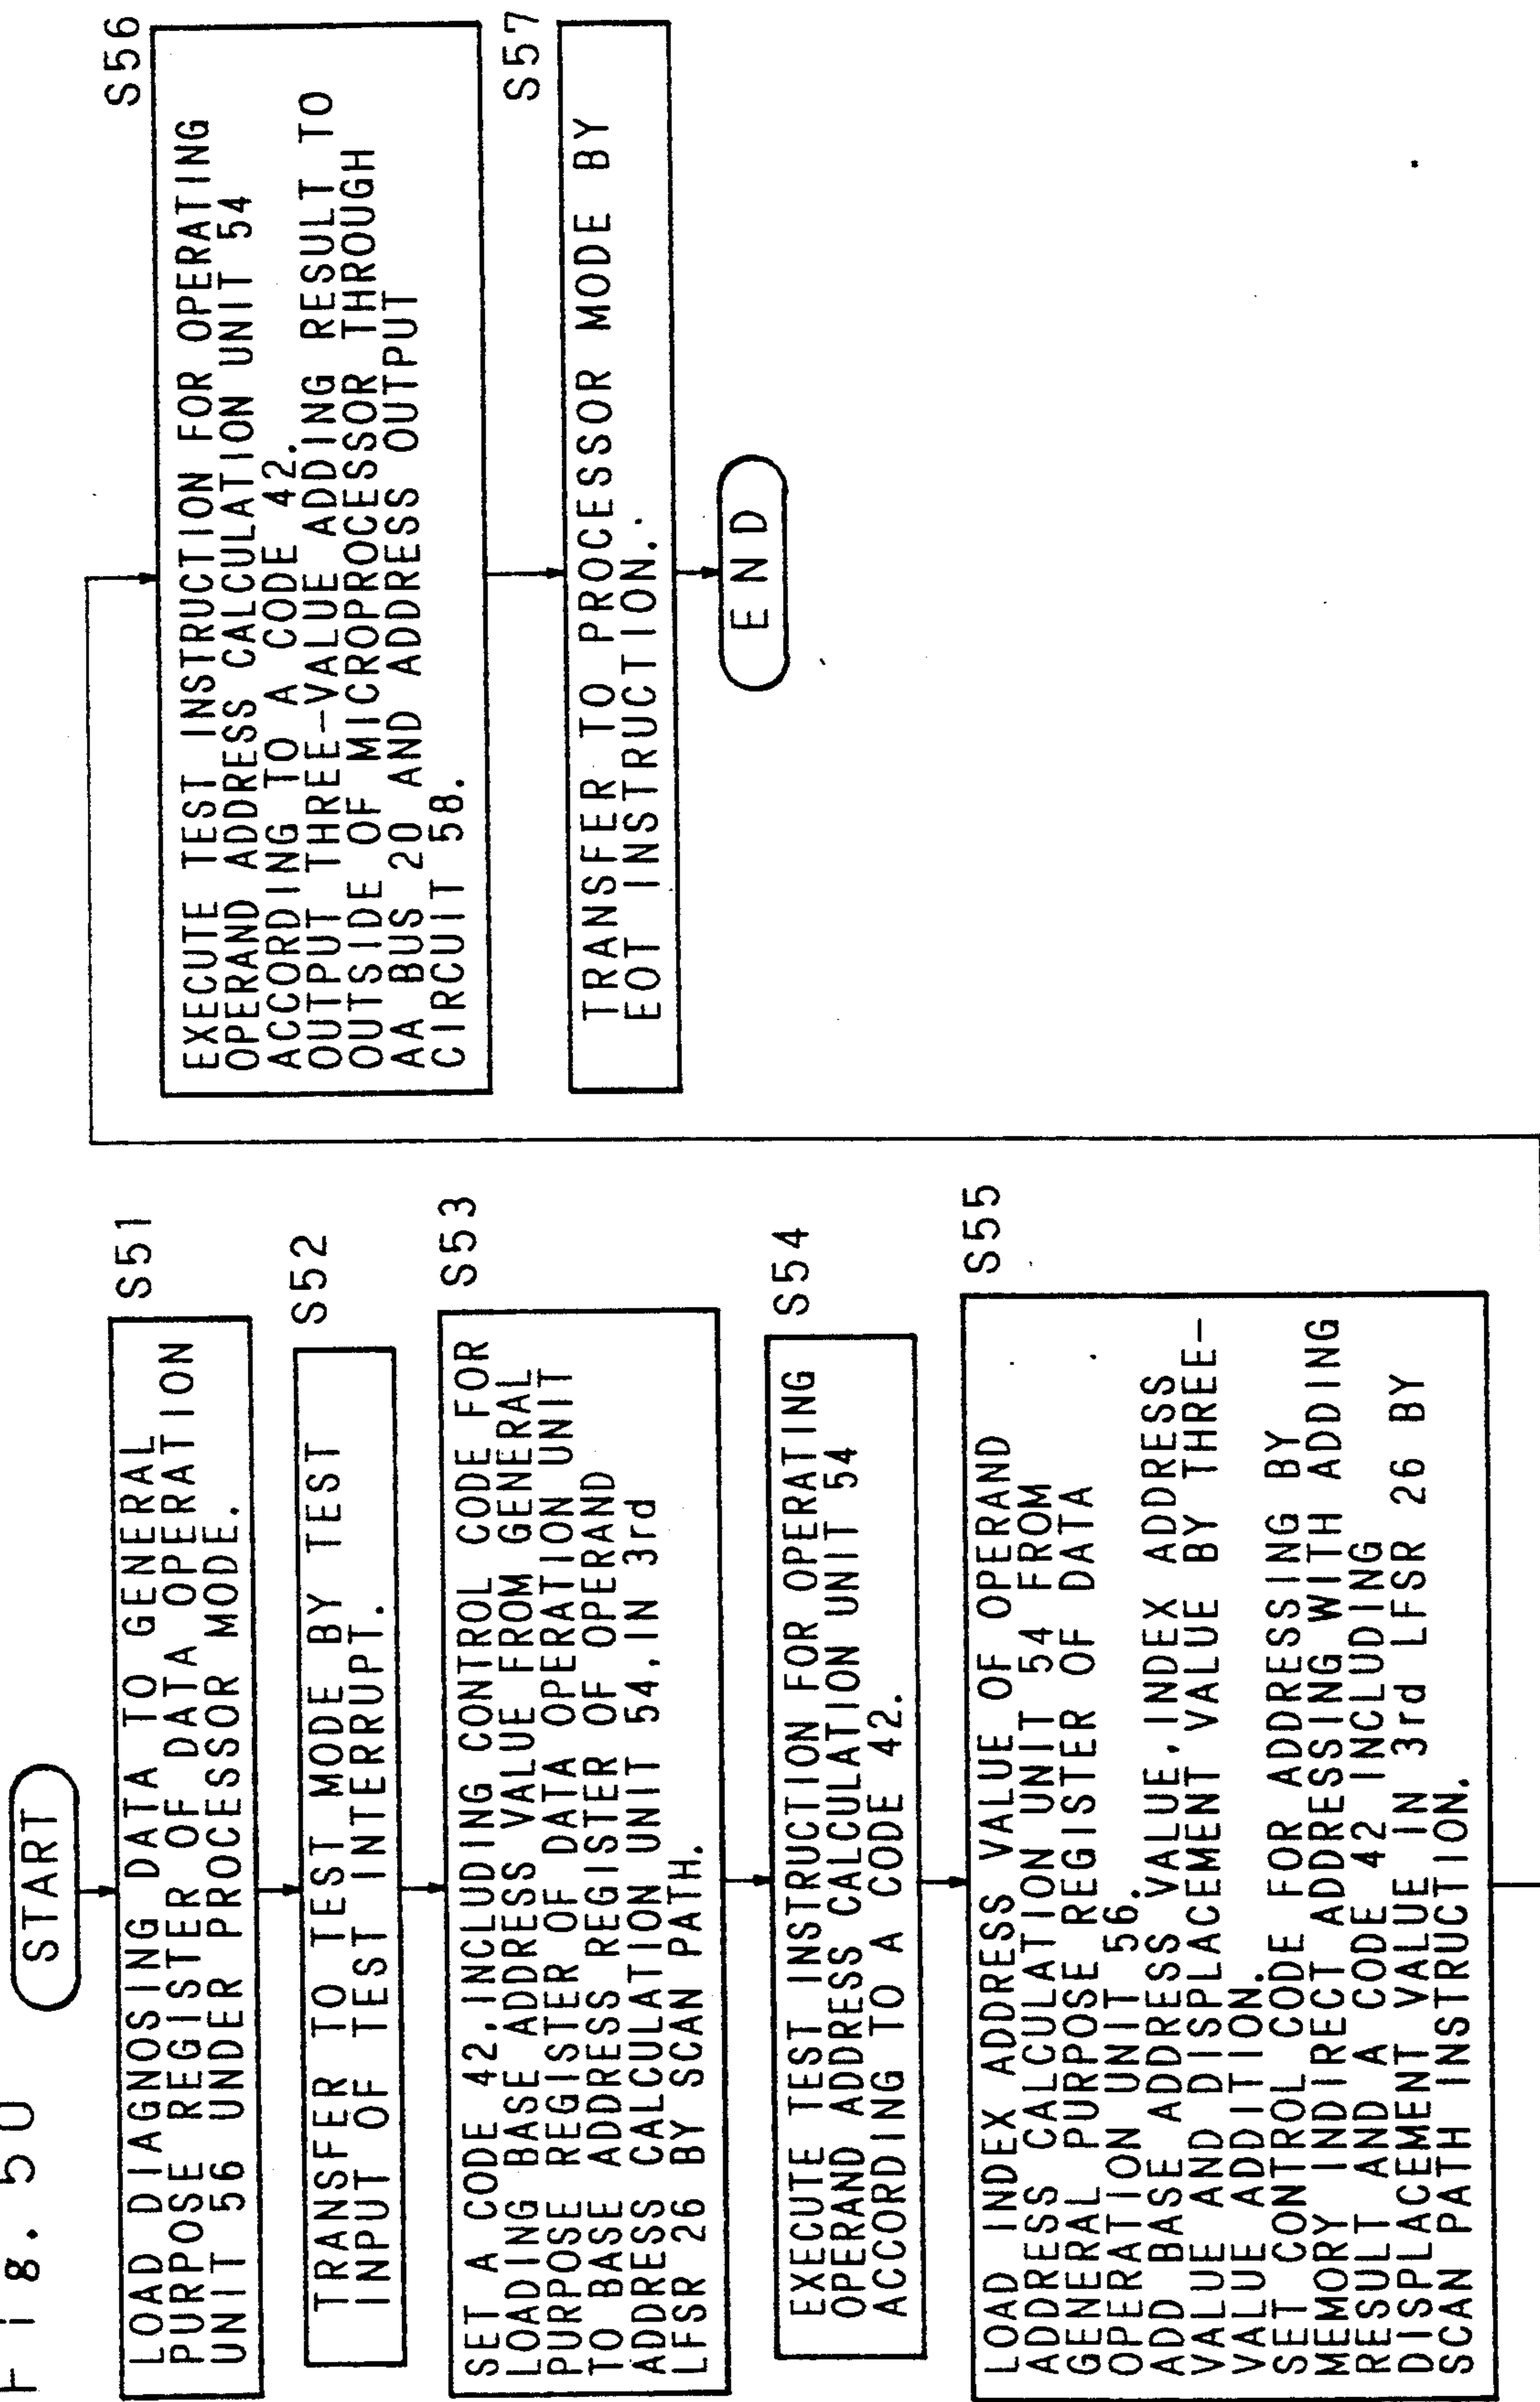 Fig. 50
START
S51
LOAD DIAGNOSING DATA TO GENERAL
PURPOSE REGISTER OF DATA OPERATION
UNIT 56 UNDER PROCESSOR MODE.
S52
TRANSFER TO TEST MODE BY TEST
INPUT OF TEST INTERRUPT.
S53
SET A CODE 42, INCLUDING CONTROL CODE FOR
LOADING BASE ADDRESS VALUE FROM GENERAL
PURPOSE REGISTER OF DATA OPERATION UNIT
TO BASE ADDRESS REGISTER OF OPERAND
ADDRESS CALCULATION UNIT 54, IN 3rd
LFSR 26 BY SCAN PATH.
S54
EXECUTE TEST INSTRUCTION FOR OPERATING
OPERAND ADDRESS CALCULATION UNIT 54
ACCORDING TO A CODE 42.
S55
LOAD INDEX ADDRESS VALUE OF OPERAND
ADDRESS CALCULATION UNIT 54 FROM
GENERAL PURPOSE REGISTER OF DATA
OPERATION UNIT 56.
ADD BASE ADDRESS VALUE, INDEX ADDRESS
VALUE AND DISPLACEMENT VALUE BY THREE-
VALUE ADDITION.
SET CONTROL CODE FOR ADDRESSING BY
MEMORY INDIRECT ADDRESSING WITH ADDING
RESULT AND A CODE 42 INCLUDING
DISPLACEMENT VALUE IN 3rd LFSR 26 BY
SCAN PATH INSTRUCTION.
S56
EXECUTE TEST INSTRUCTION FOR OPERATING
OPERAND ADDRESS CALCULATION UNIT 54
ACCORDING TO A CODE 42.
OUTPUT THREE-VALUE ADDING RESULT TO
OUTSIDE OF MICROPROCESSOR THROUGH
AA BUS 20 AND ADDRESS OUTPUT
CIRCUIT 58.
S57
TRANSFER TO PROCESSOR MODE BY
EOT INSTRUCTION.
END